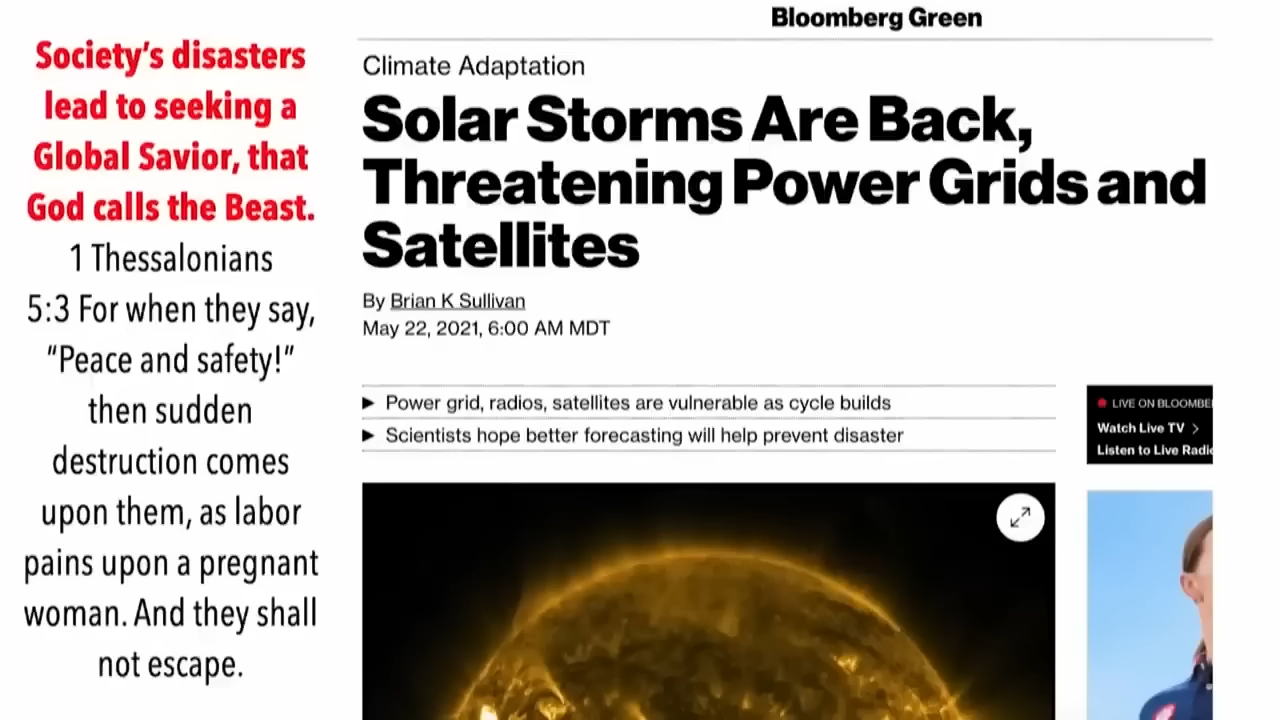 Society's disasters
lead to seeking a
Global Savior, that
God calls the Beast.
1 Thessalonians
5:3 For when they say,
"Peace and safety!"
then sudden
destruction comes
upon them, as labor
pains upon a pregnant
woman. And they shall
not escape.
Bloomberg Green
Climate Adaptation
Solar Storms Are Back,
Threatening Power Grids and
Satellites
By Brian K Sullivan
May 22, 2021, 6:00 AM MDT
Power grid, radios, satellites are vulnerable as cycle builds
Scientists hope better forecasting will help prevent disaster
LIVE ON BLOOMBE
Watch Live TV >
Listen to Live Radi